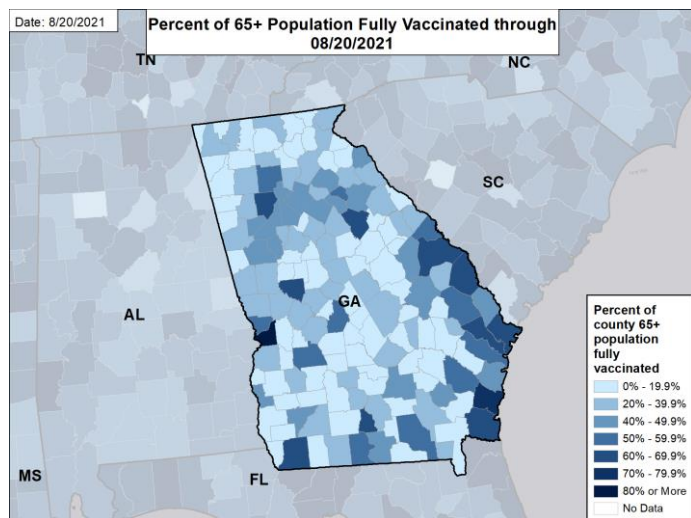 Date: 8/20/2021
Percent of 65+ Population Fully Vaccinated through
08/20/2021
TN
NC
SC
AL
GA
MS
FL
Percent of
county 65+
population
fully
vaccinated
0% - 19.9%
20% - 39.9%
40% - 49.9%
50% - 59.9%
60% - 69.9%
70% - 79.9%
80% or More
No Data